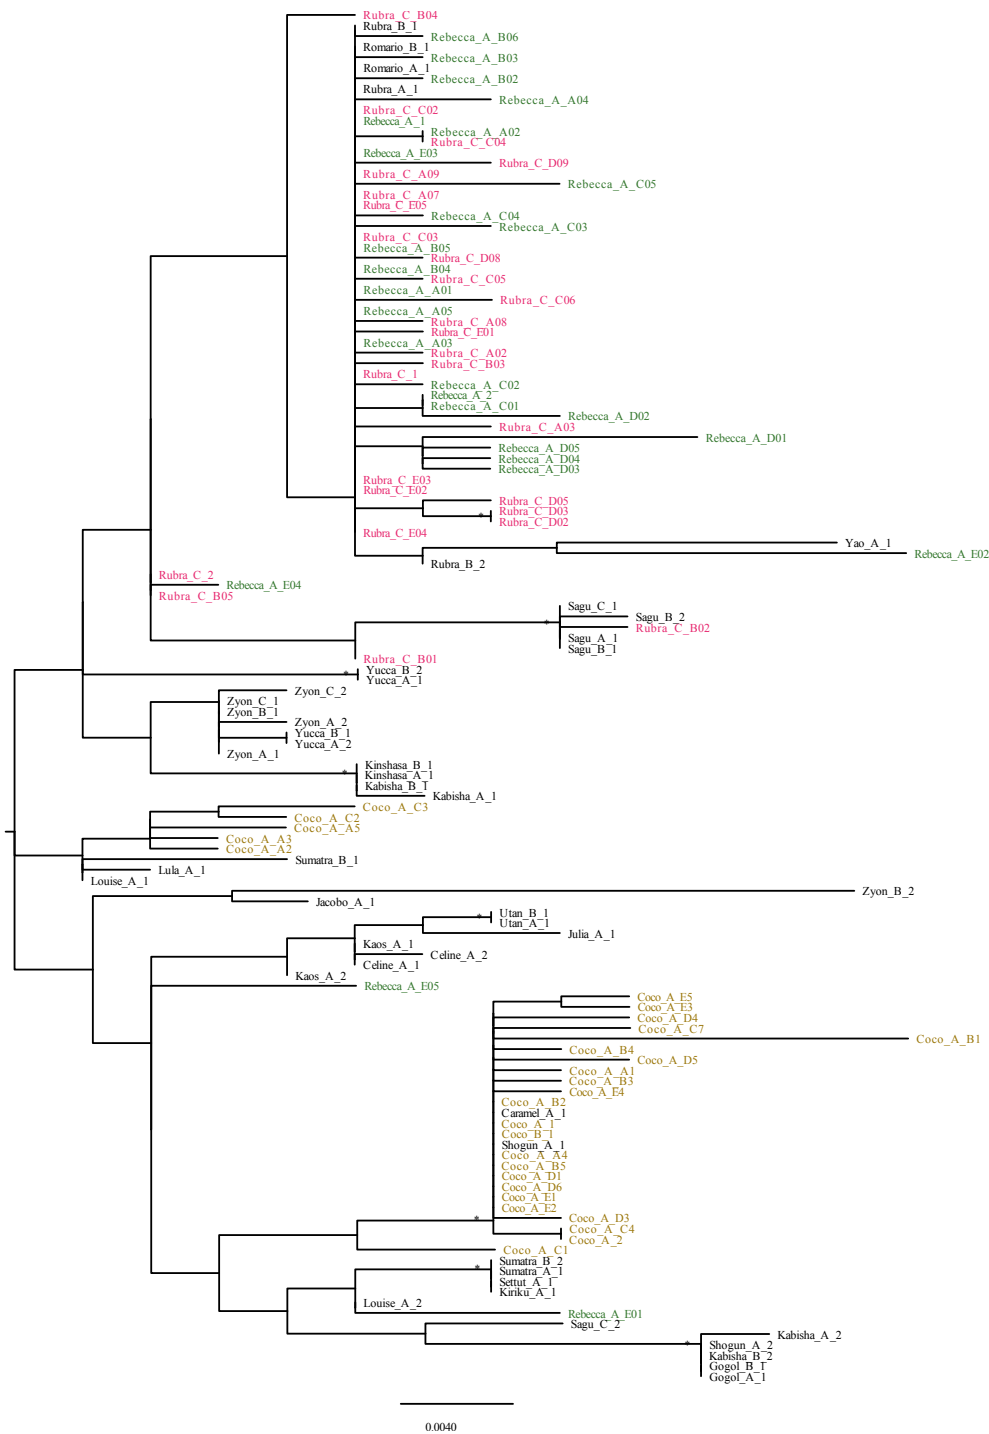 Rubra_C_B04
Rubra_B_1
Rebecca_A_B06
Romario_B_1
Rebecca_A_B03
Romario_A_1
Rebecca_A_B02
Rubra_A_1
Rebecca_A_A04
Rubra_C_C02
Rebecca_A_1
Rebecca_A_A02
Rubra_C_C04
Rebecca_A_E03
Rubra_C_D09
Rubra_C_A09
Rebecca_A_C05
Rubra_C_A07
Rubra_C_E05
Rebecca_A_C04
Rebecca_A_C03
Rubra_C_C03
Rebecca_A_B05
Rubra_C_D08
Rebecca_A_B04
Rubra_C_C05
Rebecca_A_A01
Rubra_C_C06
Rebecca_A_A05
Rubra_C_A08
Rubra_C_E01
Rebecca_A_A03
Rubra_C_A02
Rubra_C_B03
Rubra_C_1
Rebecca_A_C02
Rebecca_A_2
Rebecca_A_C01
Rebecca_A_D02
Rubra_C_A03
Rebecca_A_D01
Rebecca_A_D05
Rebecca_A_D04
Rebecca_A_D03
Rubra_C_E03
Rubra_C_E02
Rubra_C_D05
* Rubra_C_D03
Rubra_C_D02
Rubra_C_E04
Yao_A_1
Rebecca_A_E02
Rubra_B_2
Rubra_C_2
Rebecca_A_E04
Rubra_C_B05
Sagu_C_1
Sagu_B_2
* Rubra_C_B02
Sagu_A_1
Sagu_B_1
Rubra_C_B01
* Yucca_B_2
Yucca_A_1
Zyon_C_2
Zyon_C_1
Zyon_B_1
Zyon_A_2
Yucca_B_1
Yucca_A_2
Zyon_A_1
Kinshasa_B_1
* Kinshasa_A_1
Kabisha_B_1
Kabisha_A_1
Coco_A_C3
Coco_A_C2
Coco_A_A5
Coco_A_A3
Coco_A_A2
Sumatra_B_1
Lula_A_1
Louise_A_1
Zyon_B_2
Jacobo_A_1
* Utan_B_1
Utan_A_1
Julia_A_1
Kaos_A_1
Celine_A_2
Celine_A_1
Kaos_A_2
Rebecca_A_E05
Coco_A_E5
Coco_A_E3
Coco_A_D4
Coco_A_C7
Coco_A_B1
Coco_A_B4
Coco_A_D5
Coco_A_A1
Coco_A_B3
Coco_A_E4
Coco_A_B2
Caramel_A_1
Coco_A_1
Coco_B_1
Shogun_A_1
Coco_A_A4
Coco_A_B5
Coco_A_D1
Coco_A_D6
Coco_A_E1
Coco_A_E2
* Coco_A_D3
Coco_A_C4
Coco_A_2
Coco_A_C1
Sumatra_B_2
* Sumatra_A_1
Settut_A_1
Kiriku_A_1
Louise_A_2
Rebecca_A_E01
Sagu_C_2
Kabisha_A_2
* Shogun_A_2
Kabisha_B_2
Gogol_B_1
Gogol_A_1
0.0040